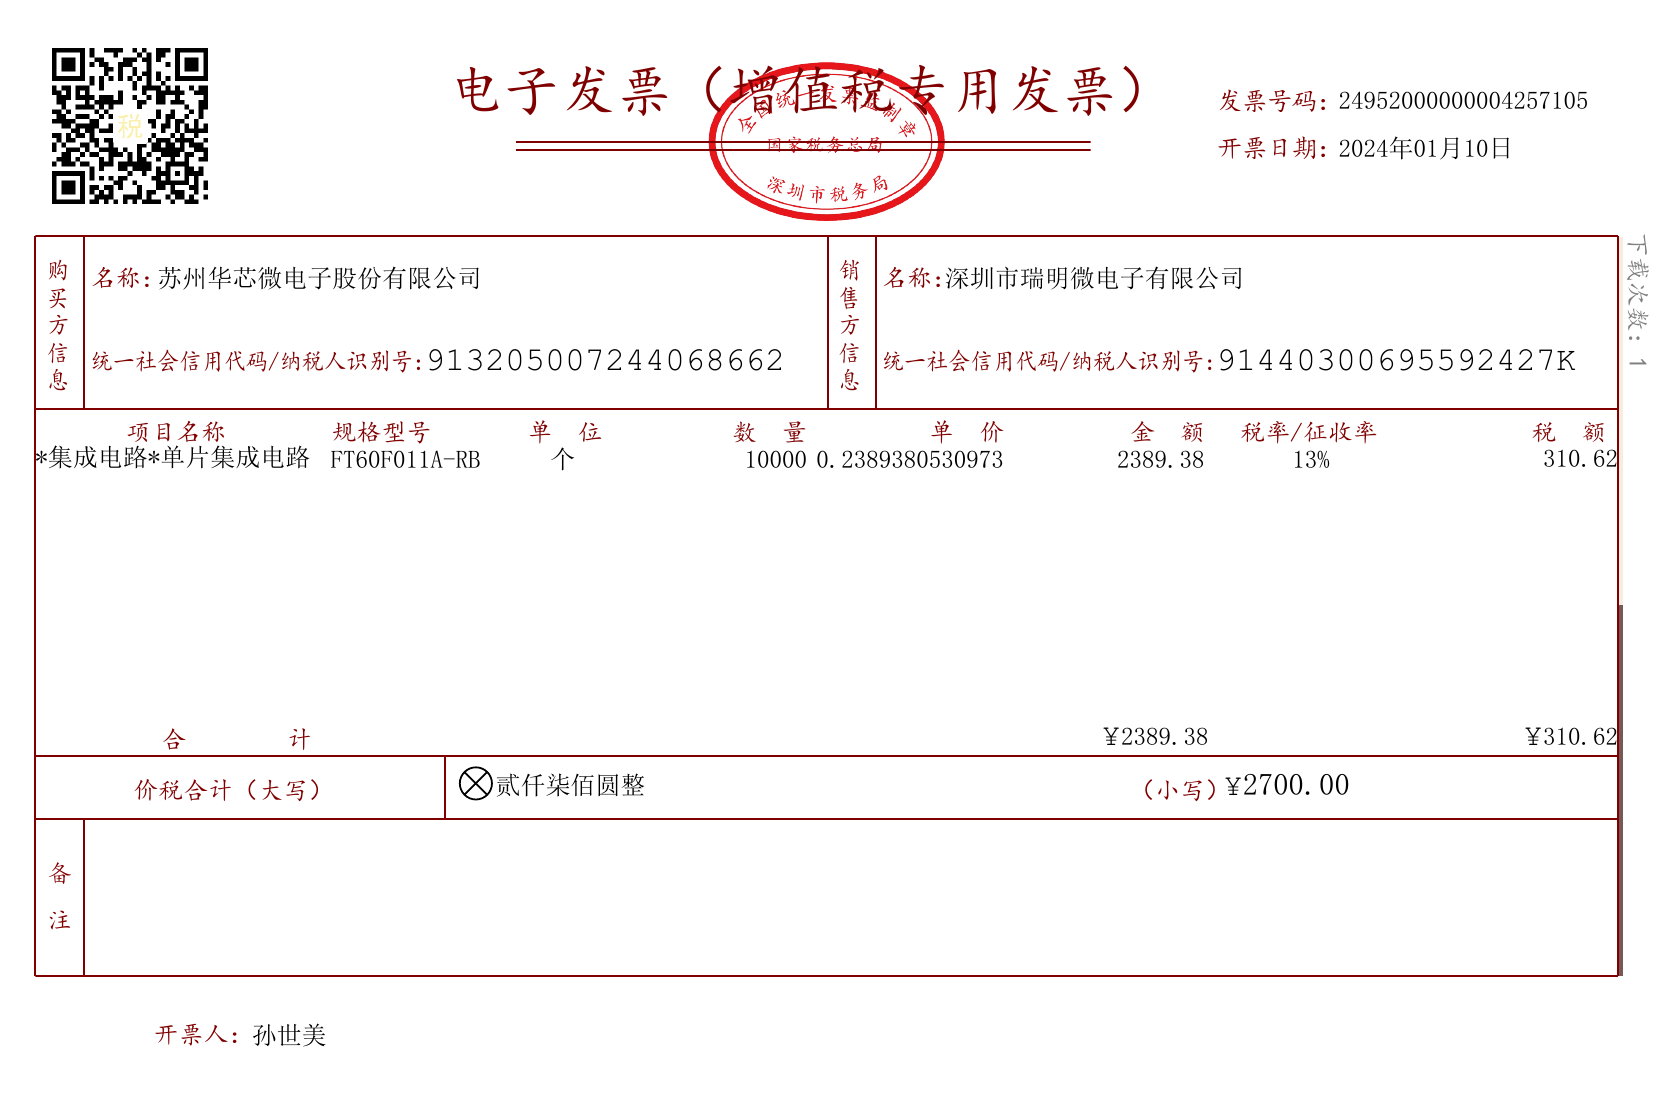 电子发票（增值税专用发票）
全国统一发票监制章
国家税务总局
深圳市税务局
发票号码：24952000000004257105
开票日期：2024年01月10日
税
下载次数：1
购买方信息
名称：苏州华芯微电子股份有限公司
统一社会信用代码/纳税人识别号：913205007244068662
销售方信息
名称：深圳市瑞明微电子有限公司
统一社会信用代码/纳税人识别号：91440300695592427K
项目名称 规格型号 单 位 数 量 单 价 金 额 税率/征收率 税 额
*集成电路*单片集成电路 FT60F011A-RB 个 10000 0.2389380530973 2389.38 13% 310.62
合 计 ¥2389.38 ¥310.62
价税合计（大写） 贰仟柒佰圆整 （小写）¥2700.00
备注
开票人：孙世美